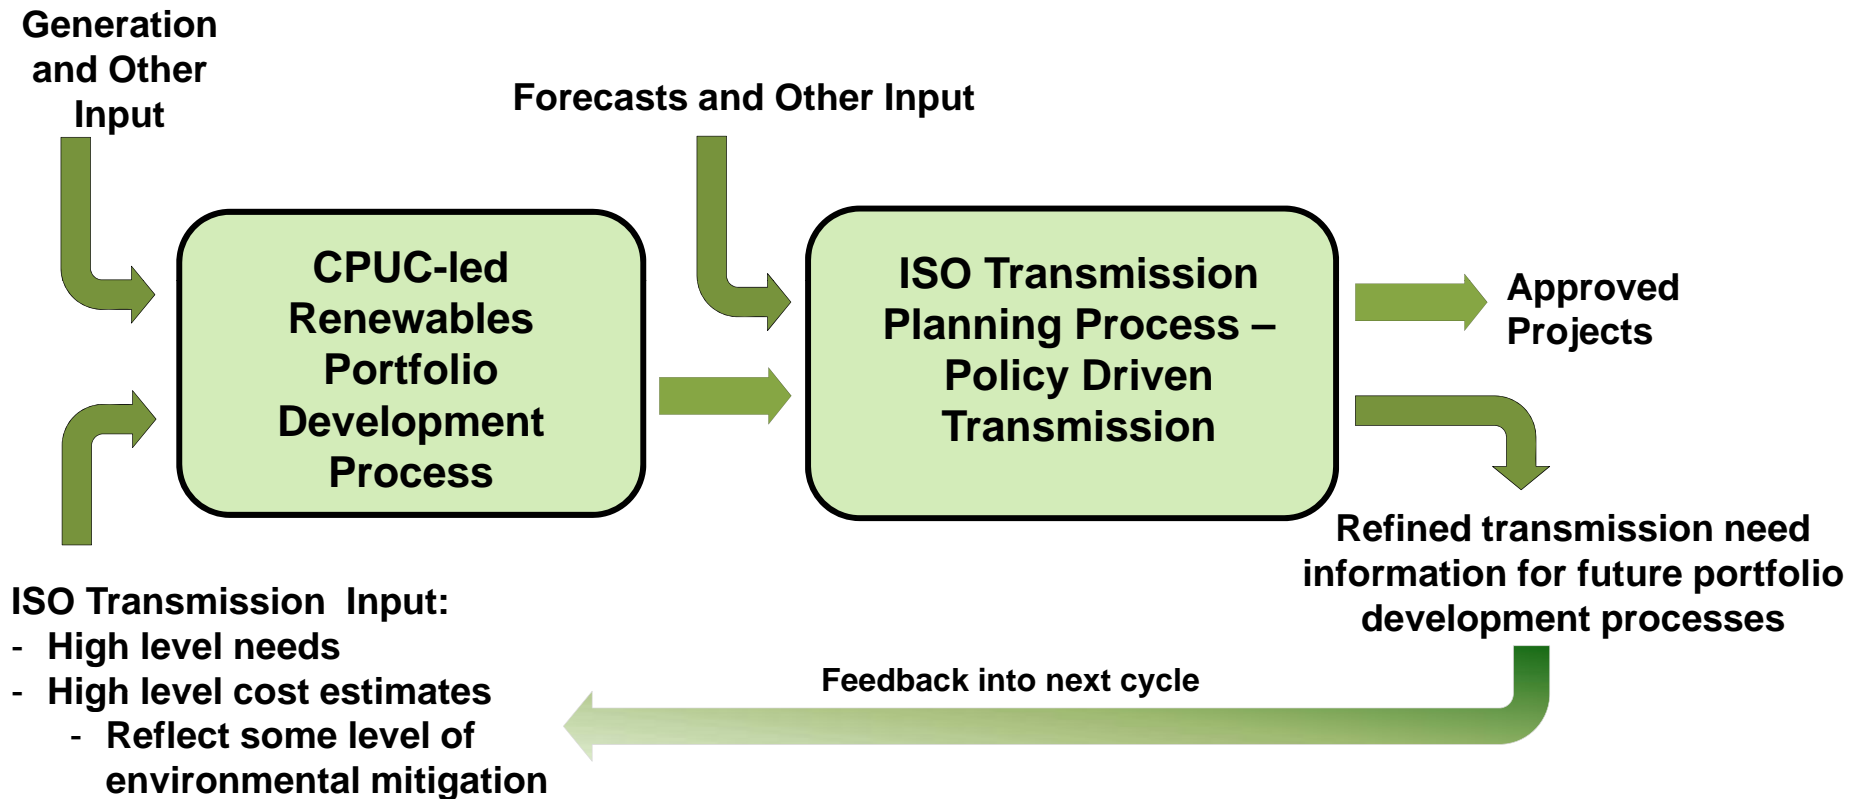 Generation
and Other
Input
Forecasts and Other Input
CPUC-led
Renewables
Portfolio
Development
Process
ISO Transmission
Planning Process –
Policy Driven
Transmission
Approved
Projects
Refined transmission need
information for future portfolio
development processes
ISO Transmission Input:
- High level needs
- High level cost estimates
- Reflect some level of
environmental mitigation
Feedback into next cycle